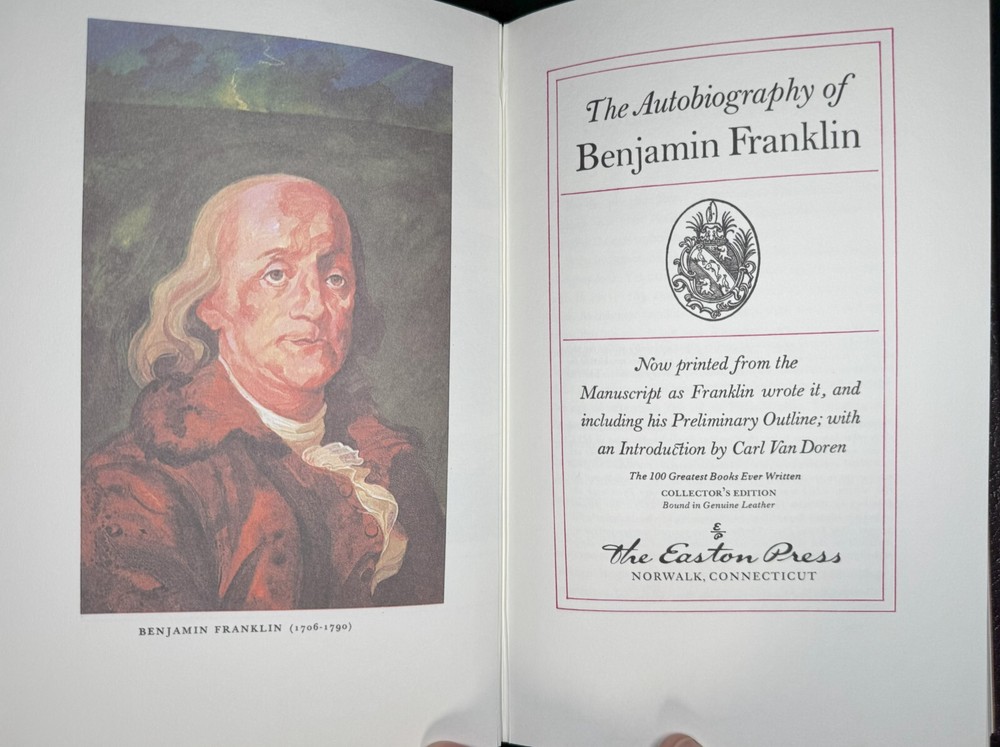 BENJAMIN FRANKLIN (1706-1790)
The Autobiography of
Benjamin Franklin
Now printed from the
Manuscript as Franklin wrote it, and
including his Preliminary Outline; with
an Introduction by Carl Van Doren
The 100 Greatest Books Ever Written
COLLECTOR'S EDITION
Bound in Genuine Leather
E
P
The Easton Press
NORWALK, CONNECTICUT